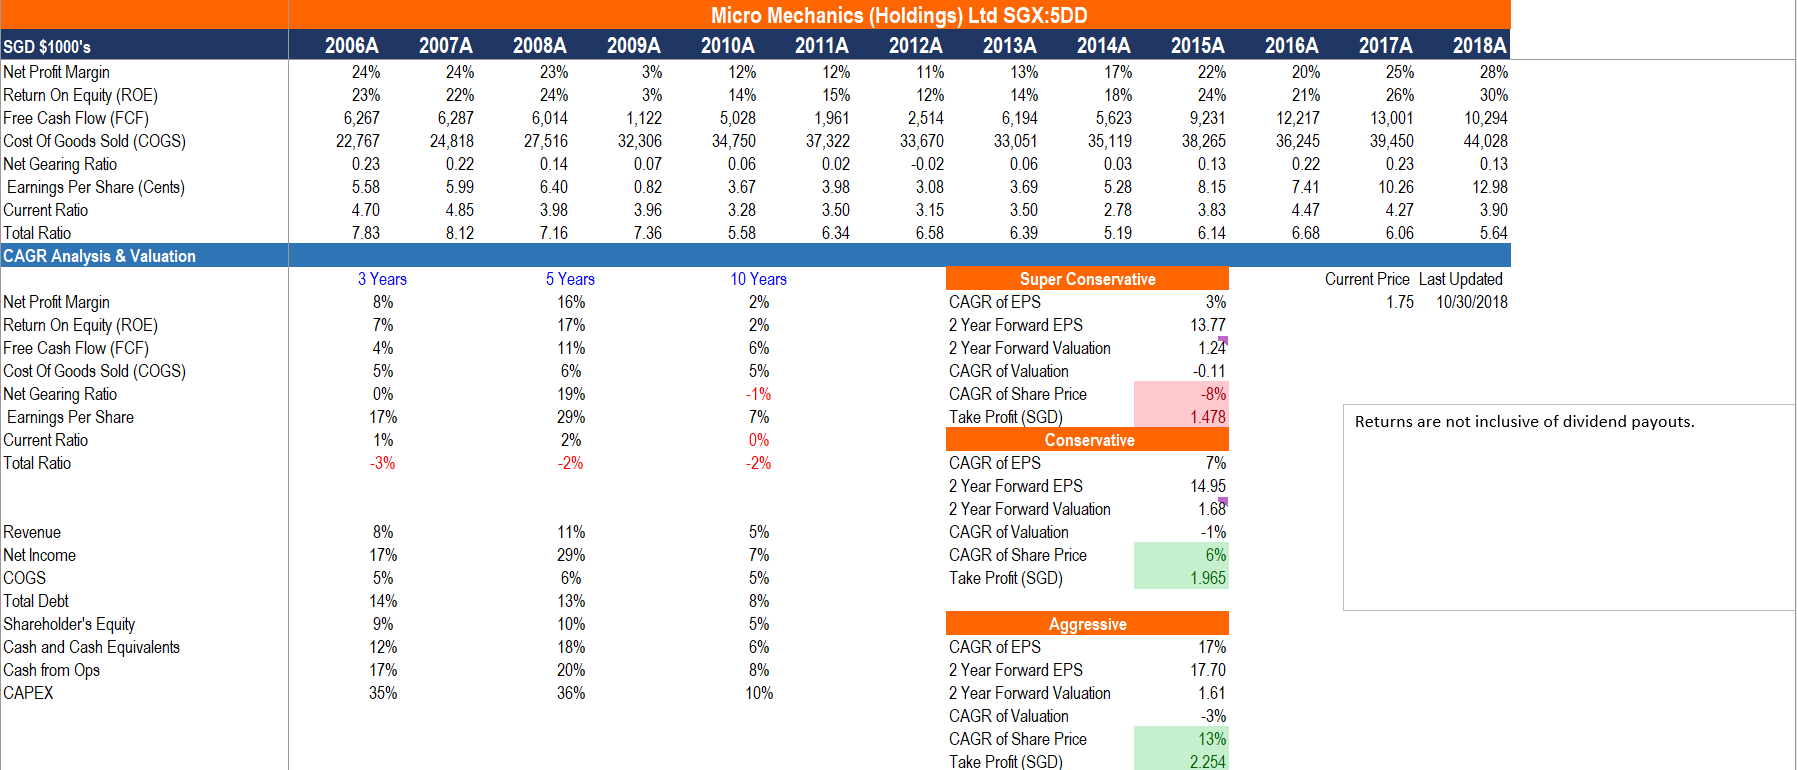 Micro Mechanics (Holdings) Ltd SGX:5DD
SGD $1000's 2006A 2007A 2008A 2009A 2010A 2011A 2012A 2013A 2014A 2015A 2016A 2017A 2018A
Net Profit Margin 24% 24% 23% 3% 12% 12% 11% 13% 17% 22% 20% 25% 28%
Return On Equity (ROE) 23% 22% 24% 3% 14% 15% 12% 14% 18% 24% 21% 26% 30%
Free Cash Flow (FCF) 6,267 6,287 6,014 1,122 5,028 1,961 2,514 6,194 5,623 9,231 12,217 13,001 10,294
Cost Of Goods Sold (COGS) 22,767 24,818 27,516 32,306 34,750 37,322 33,670 33,051 35,119 38,265 36,245 39,450 44,028
Net Gearing Ratio 0.23 0.22 0.14 0.07 0.06 0.02 -0.02 0.06 0.03 0.13 0.22 0.23 0.13
Earnings Per Share (Cents) 5.58 5.99 6.40 0.82 3.67 3.98 3.08 3.69 5.28 8.15 7.41 10.26 12.98
Current Ratio 4.70 4.85 3.98 3.96 3.28 3.50 3.15 3.50 2.78 3.83 4.47 4.27 3.90
Total Ratio 7.83 8.12 7.16 7.36 5.58 6.34 6.58 6.39 5.19 6.14 6.68 6.06 5.64
CAGR Analysis & Valuation
3 Years 5 Years 10 Years Super Conservative Current Price Last Updated
Net Profit Margin 8% 16% 2% CAGR of EPS 3% 1.75 10/30/2018
Return On Equity (ROE) 7% 17% 2% 2 Year Forward EPS 13.77
Free Cash Flow (FCF) 4% 11% 6% 2 Year Forward Valuation 1.24
Cost Of Goods Sold (COGS) 5% 6% 5% CAGR of Valuation -0.11
Net Gearing Ratio 0% 19% -1% CAGR of Share Price -8%
Earnings Per Share 17% 29% 7% Take Profit (SGD) 1.478 Returns are not inclusive of dividend payouts.
Current Ratio 1% 2% 0% Conservative
Total Ratio -3% -2% -2% CAGR of EPS 7%
2 Year Forward EPS 14.95
2 Year Forward Valuation 1.68
Revenue 8% 11% 5% CAGR of Valuation -1%
Net Income 17% 29% 7% CAGR of Share Price 6%
COGS 5% 6% 5% Take Profit (SGD) 1.965
Total Debt 14% 13% 8%
Shareholder's Equity 9% 10% 5% Aggressive
Cash and Cash Equivalents 12% 18% 6% CAGR of EPS 17%
Cash from Ops 17% 20% 8% 2 Year Forward EPS 17.70
CAPEX 35% 36% 10% 2 Year Forward Valuation 1.61
CAGR of Valuation -3%
CAGR of Share Price 13%
Take Profit (SGD) 2.254